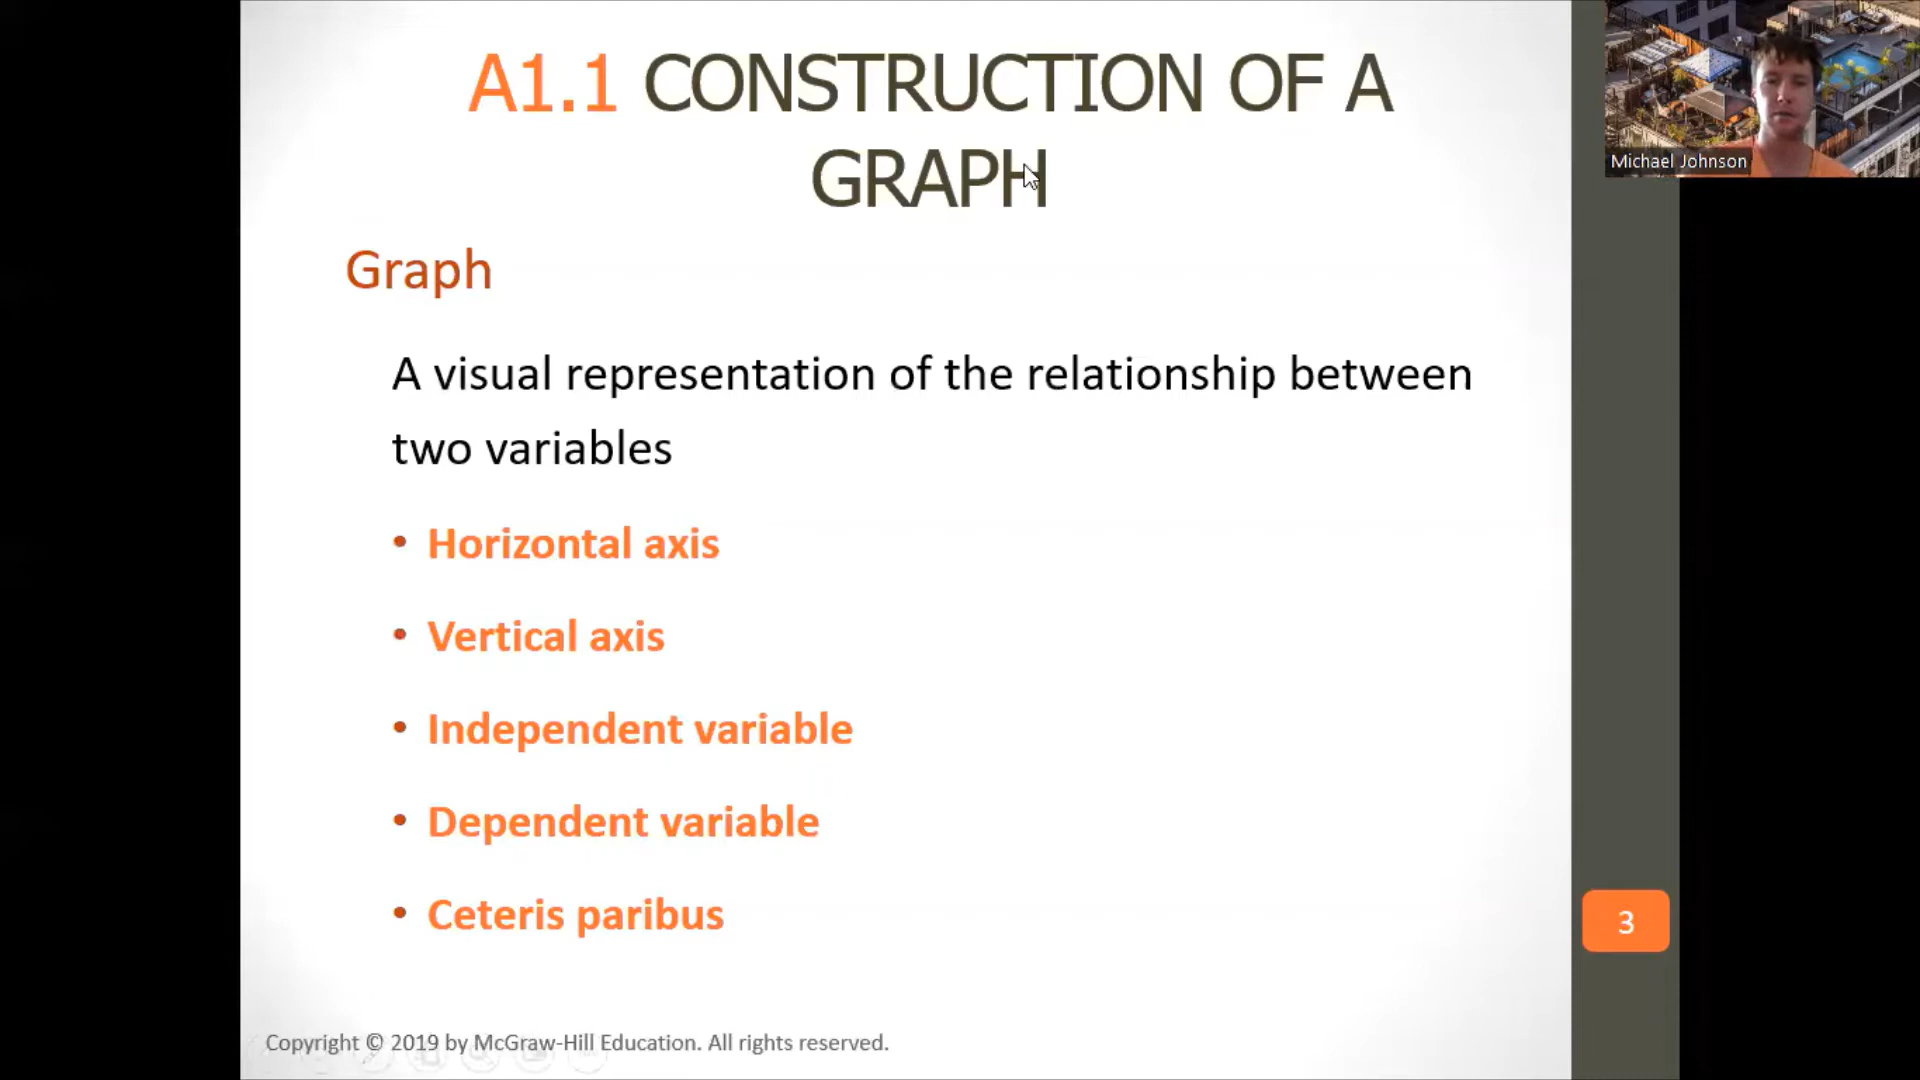 A1.1 CONSTRUCTION OF A
GRAPH
Michael Johnson
Graph
A visual representation of the relationship between
two variables
• Horizontal axis
• Vertical axis
• Independent variable
• Dependent variable
• Ceteris paribus
3
Copyright © 2019 by McGraw-Hill Education. All rights reserved.